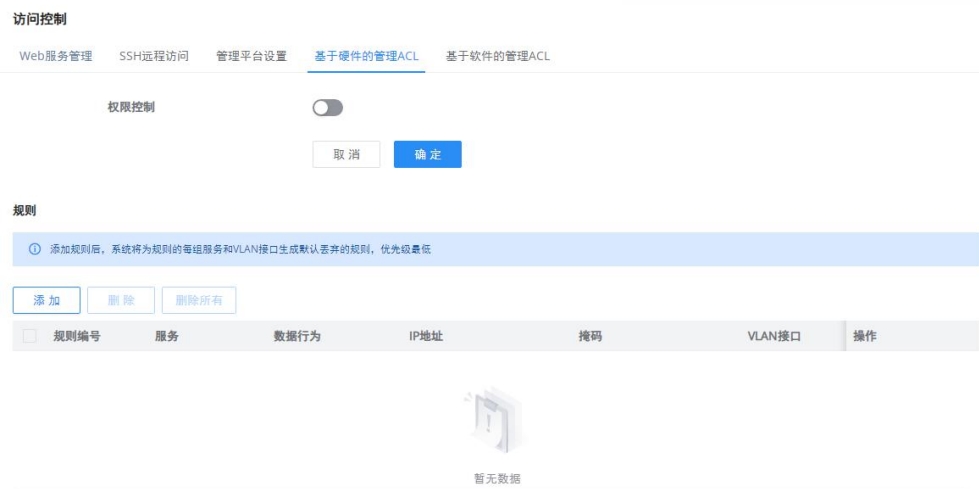 访问控制
Web服务管理 SSH远程访问 管理平台设置 基于硬件的管理ACL 基于软件的管理ACL
权限控制
取消 确定
规则
添加规则后，系统将为规则的每组服务和VLAN接口生成默认丢弃的规则，优先级最低
添加 删除 删除所有
规则编号 服务 数据行为 IP地址 掩码 VLAN接口 操作
暂无数据